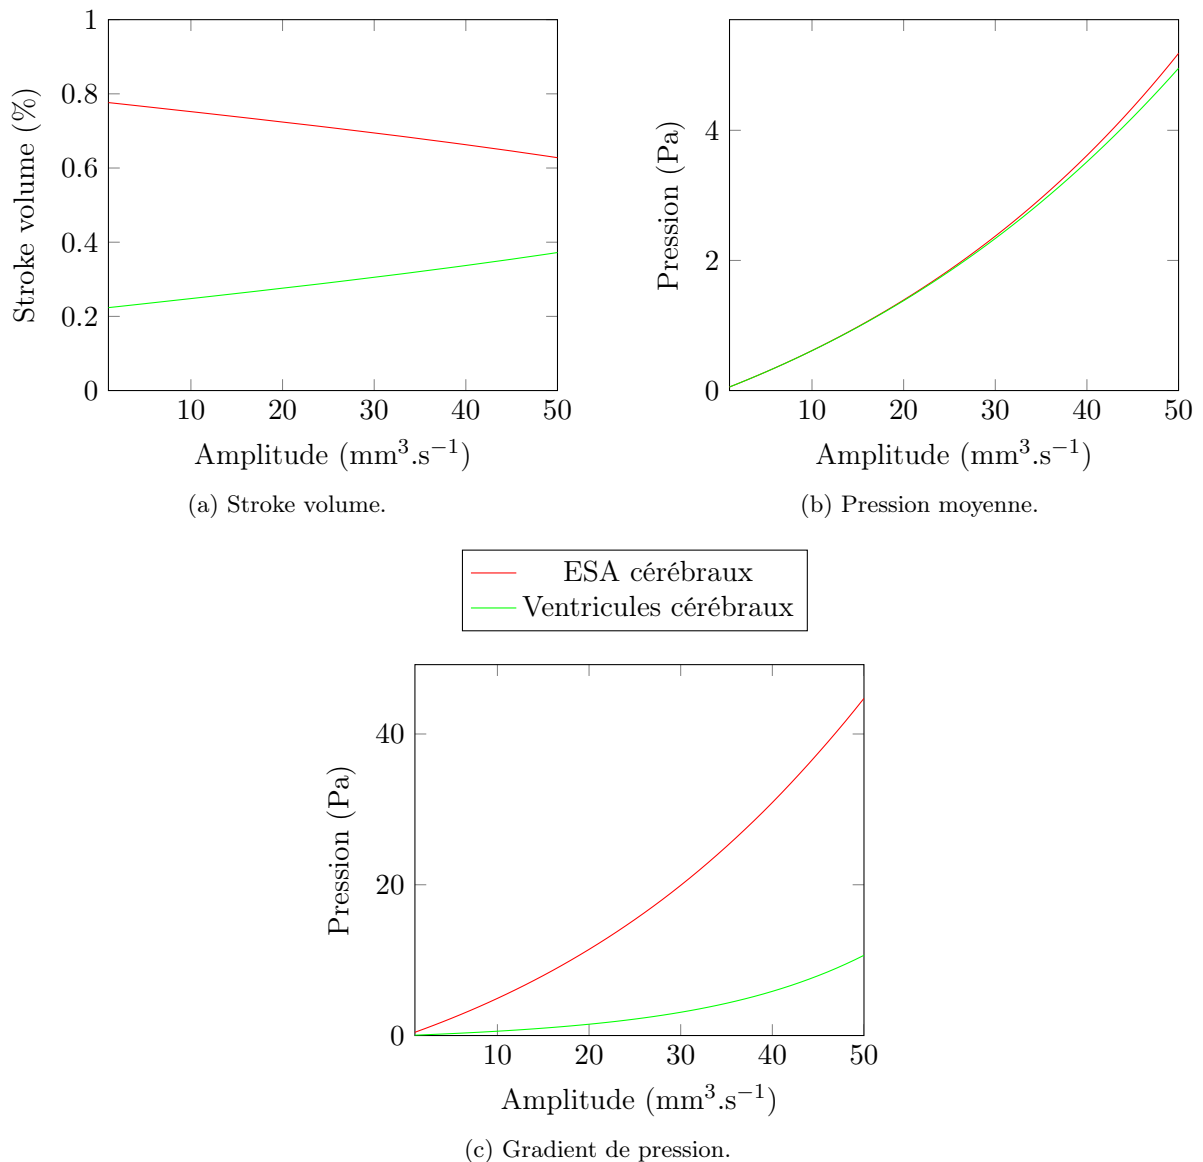 1
0.8
0.6
0.4
0.2
0
10 20 30 40 50
Stroke volume (%)
Amplitude (mm³.s⁻¹)
(a) Stroke volume.
4
2
0
10 20 30 40 50
Pression (Pa)
Amplitude (mm³.s⁻¹)
(b) Pression moyenne.
ESA cérébraux
Ventricules cérébraux
40
20
0
10 20 30 40 50
Pression (Pa)
Amplitude (mm³.s⁻¹)
(c) Gradient de pression.